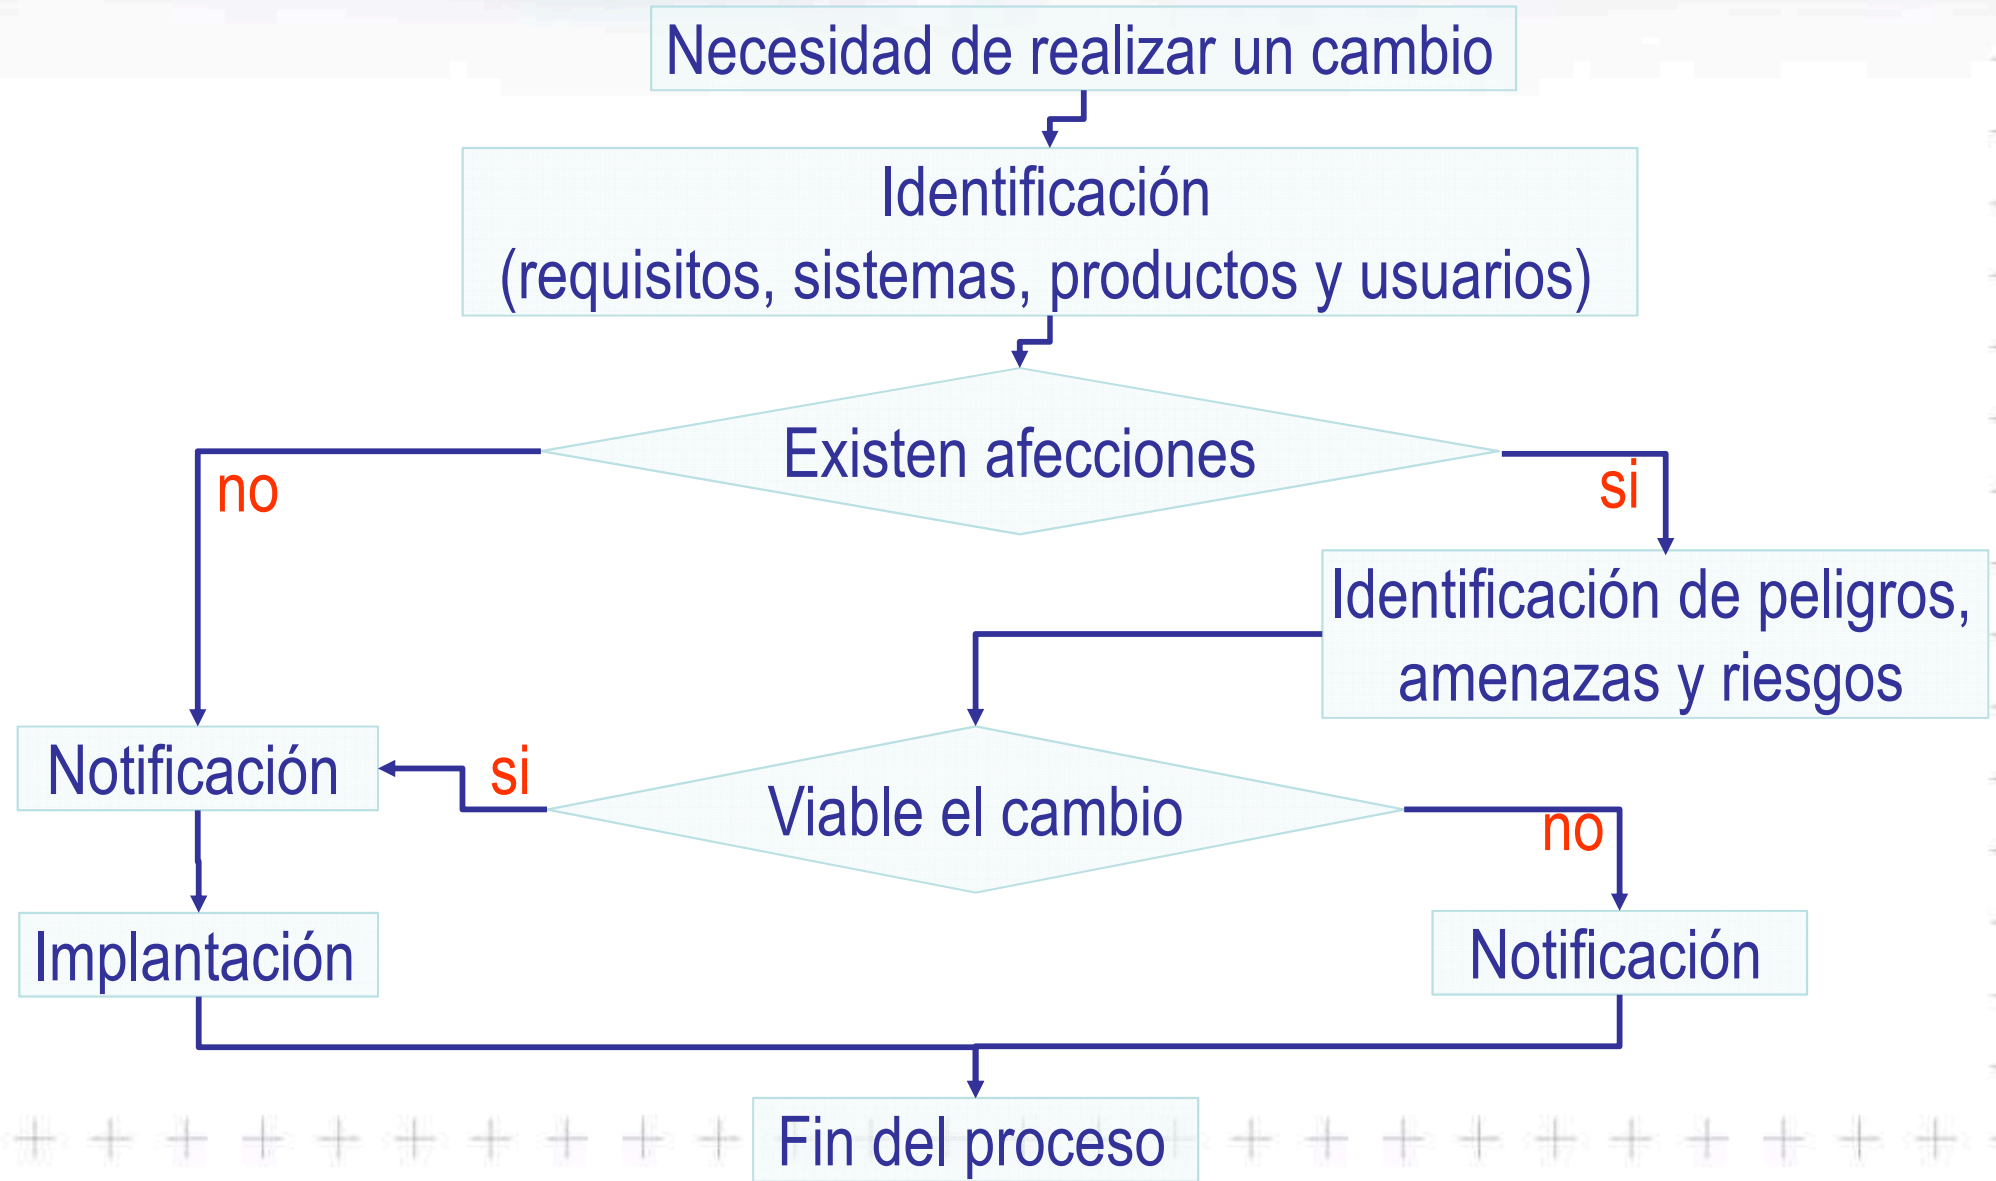 Necesidad de realizar un cambio
Identificación
(requisitos, sistemas, productos y usuarios)
Existen afecciones
no
si
Identificación de peligros,
amenazas y riesgos
Notificación
si
Viable el cambio
no
Implantación
Notificación
Fin del proceso